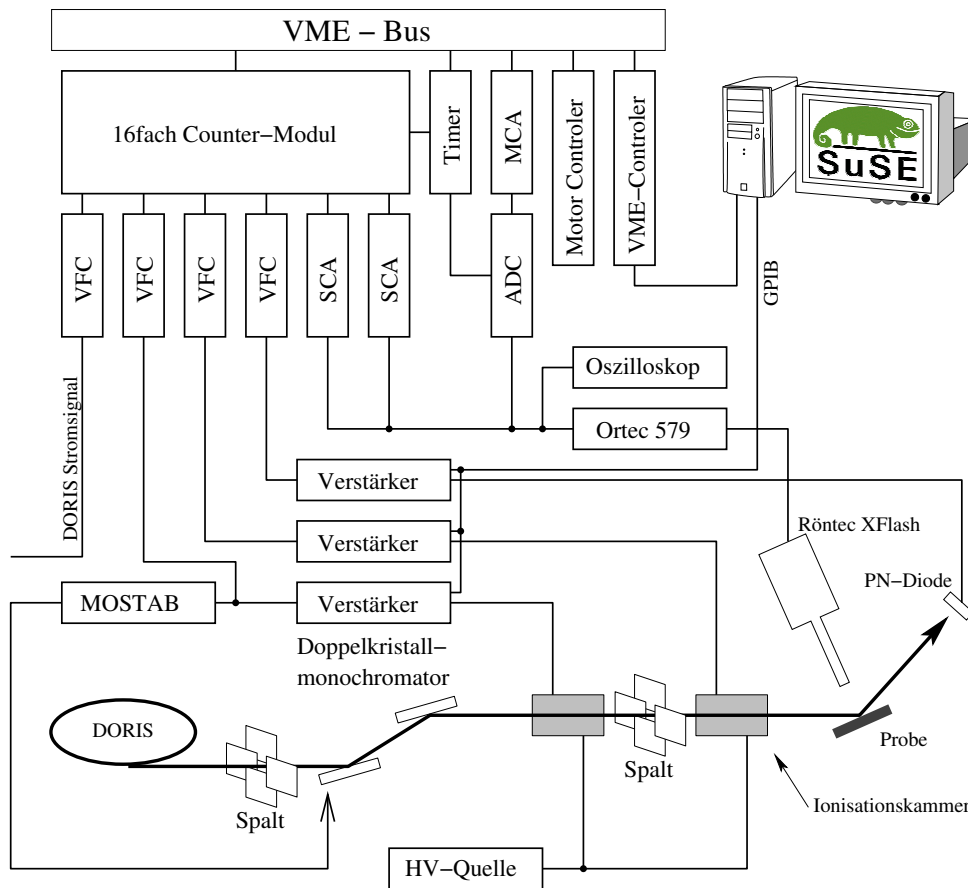 VME – Bus
16fach Counter–Modul
Timer
MCA
Motor Controler
VME–Controler
SuSE
VFC
VFC
VFC
VFC
SCA
SCA
ADC
GPIB
Oszilloskop
Ortec 579
DORIS Stromsignal
Verstärker
Verstärker
Verstärker
Röntec XFlash
PN–Diode
MOSTAB
Doppelkristall–
monochromator
DORIS
Spalt
Spalt
Probe
Ionisationskammer
HV–Quelle